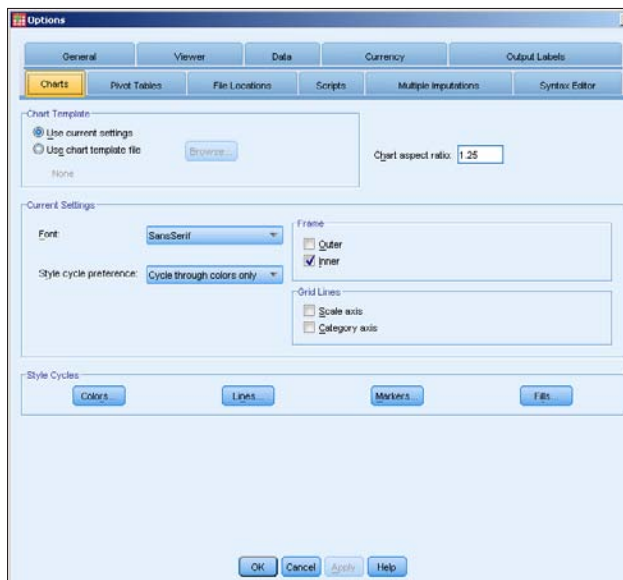 Options
General Viewer Data Currency Output Labels
Charts Pivot Tables File Locations Scripts Multiple Imputations Syntax Editor
Chart Template
Use current settings
Use chart template file Browse...
None
Chart aspect ratio: 1.25
Current Settings
Font: SansSerif
Style cycle preference: Cycle through colors only
Frame
Outer
Inner
Grid Lines
Scale axis
Category axis
Style Cycles
Colors... Lines... Markers... Fills...
OK Cancel Apply Help